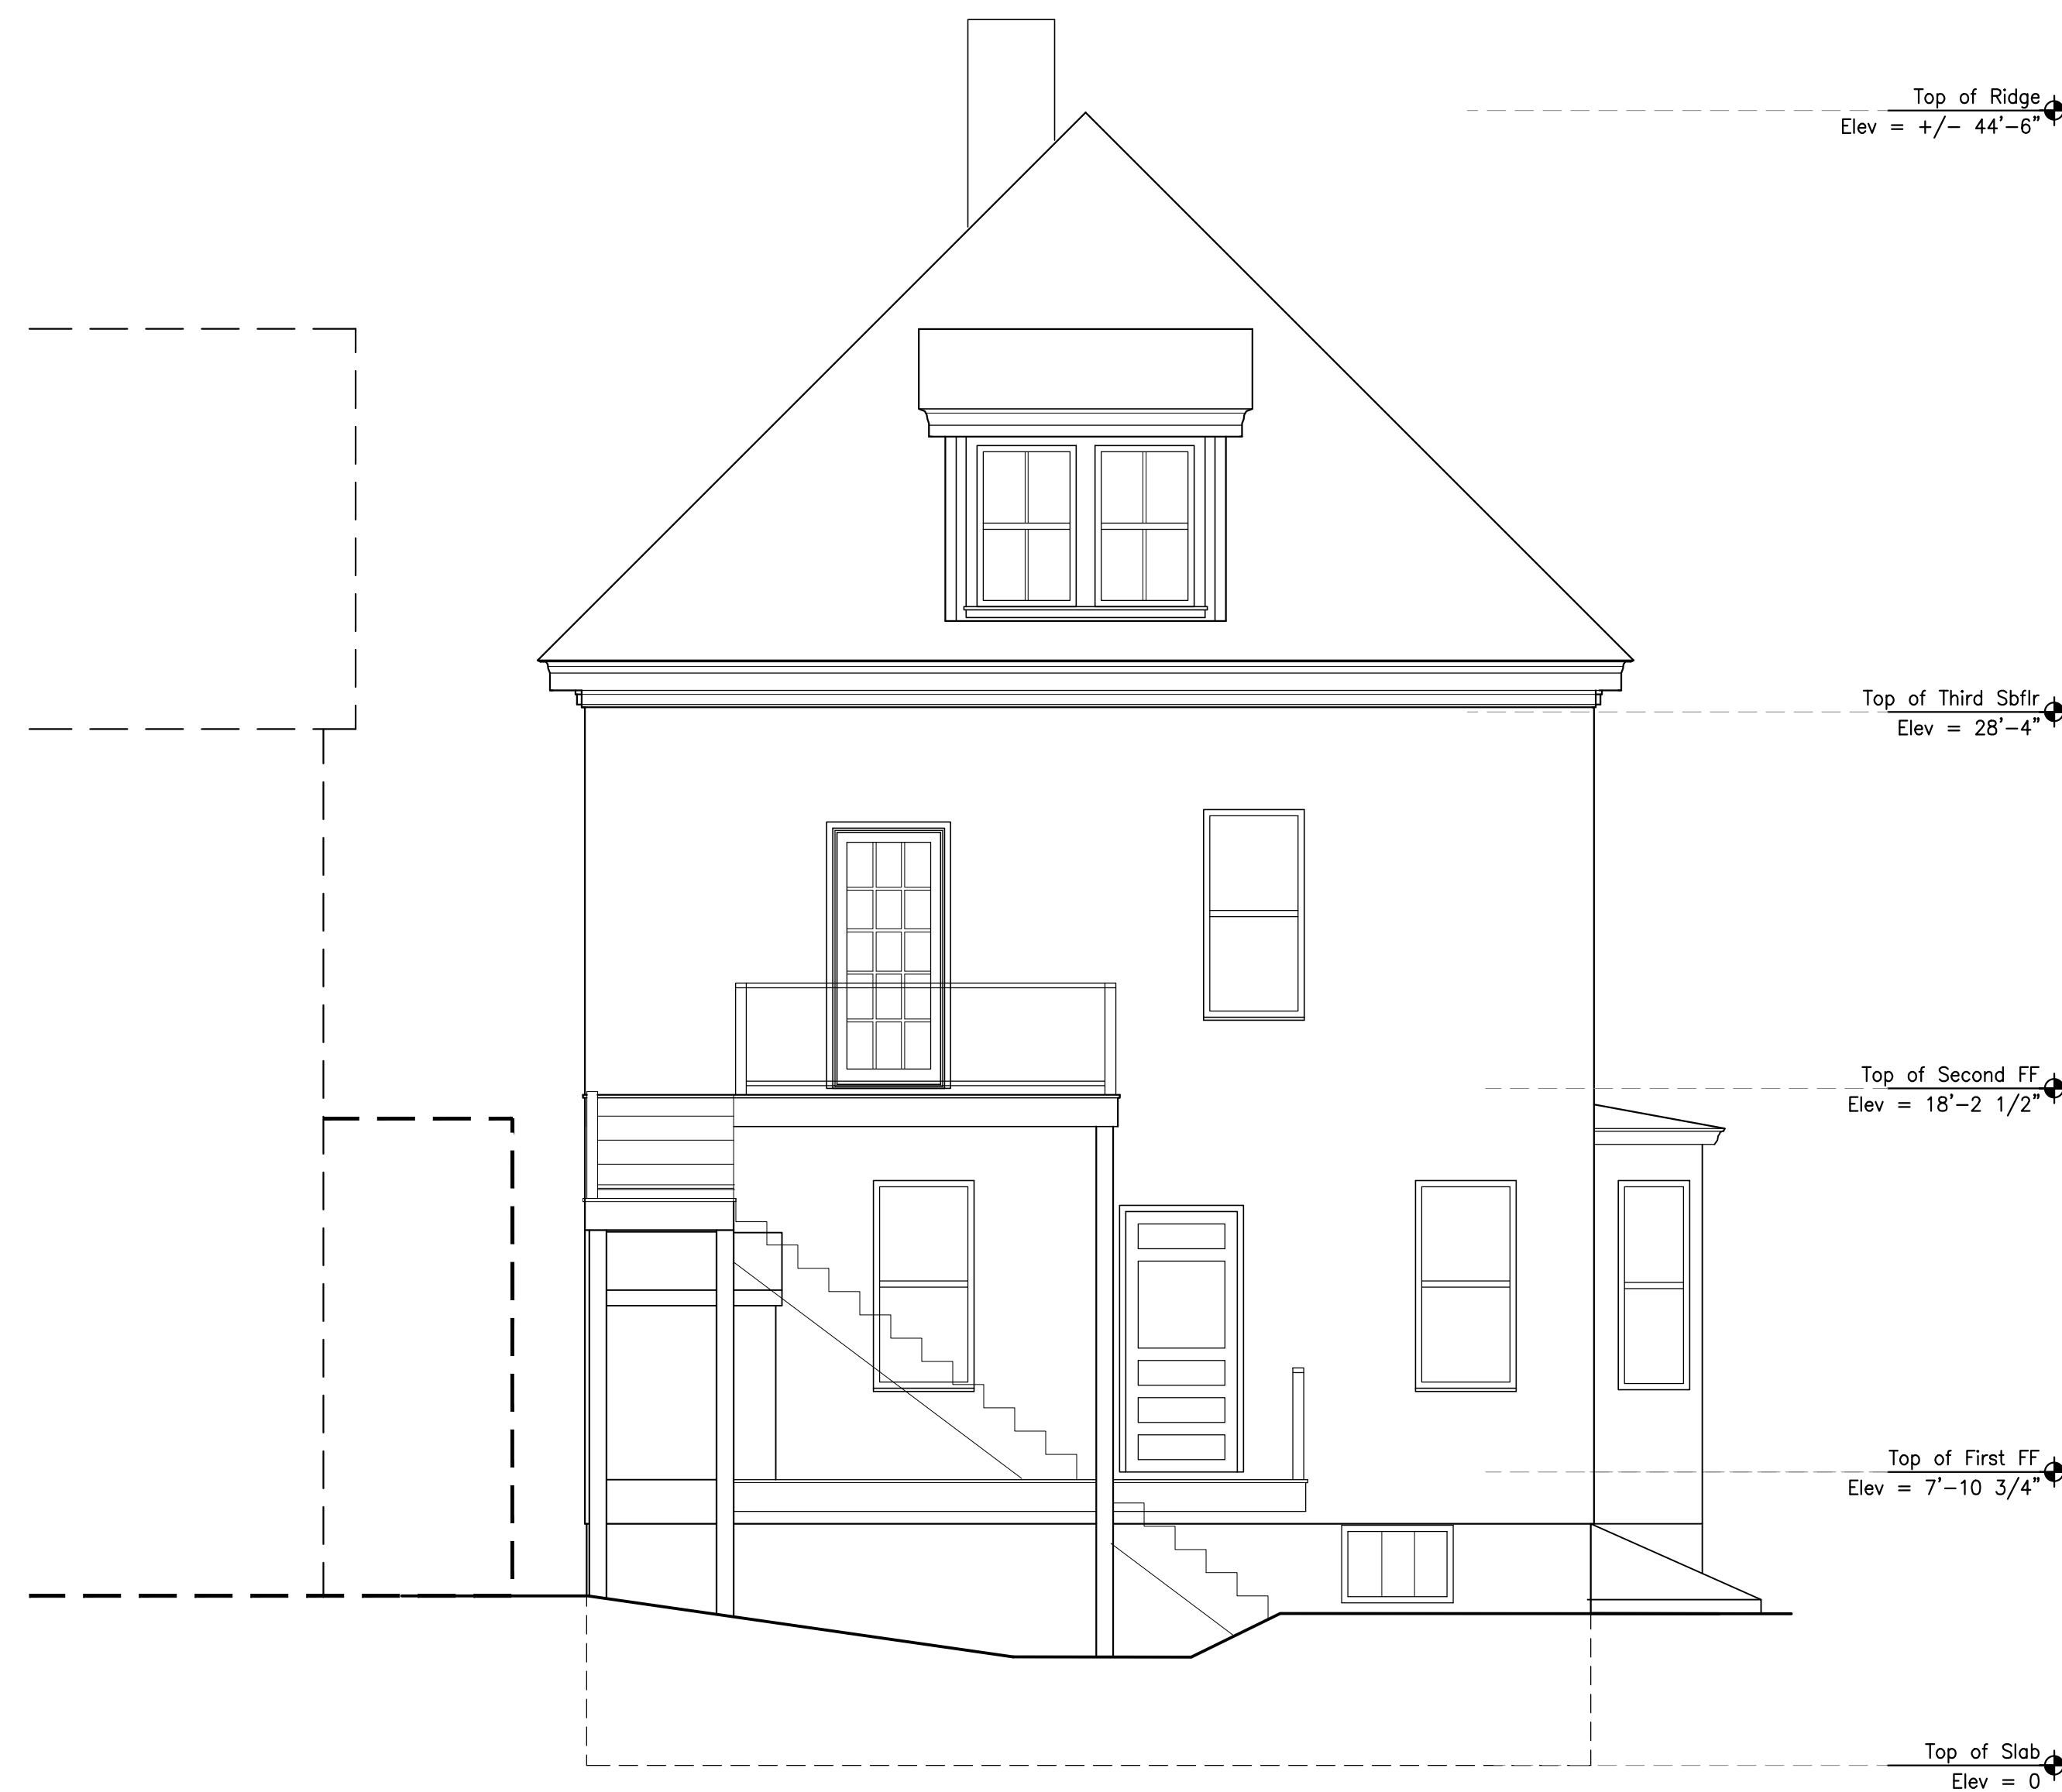 Top of Ridge
Elev = +/- 44'-6"
Top of Third Sbflr
Elev = 28'-4"
Top of Second FF
Elev = 18'-2 1/2"
Top of First FF
Elev = 7'-10 3/4"
Top of Slab
Elev = 0